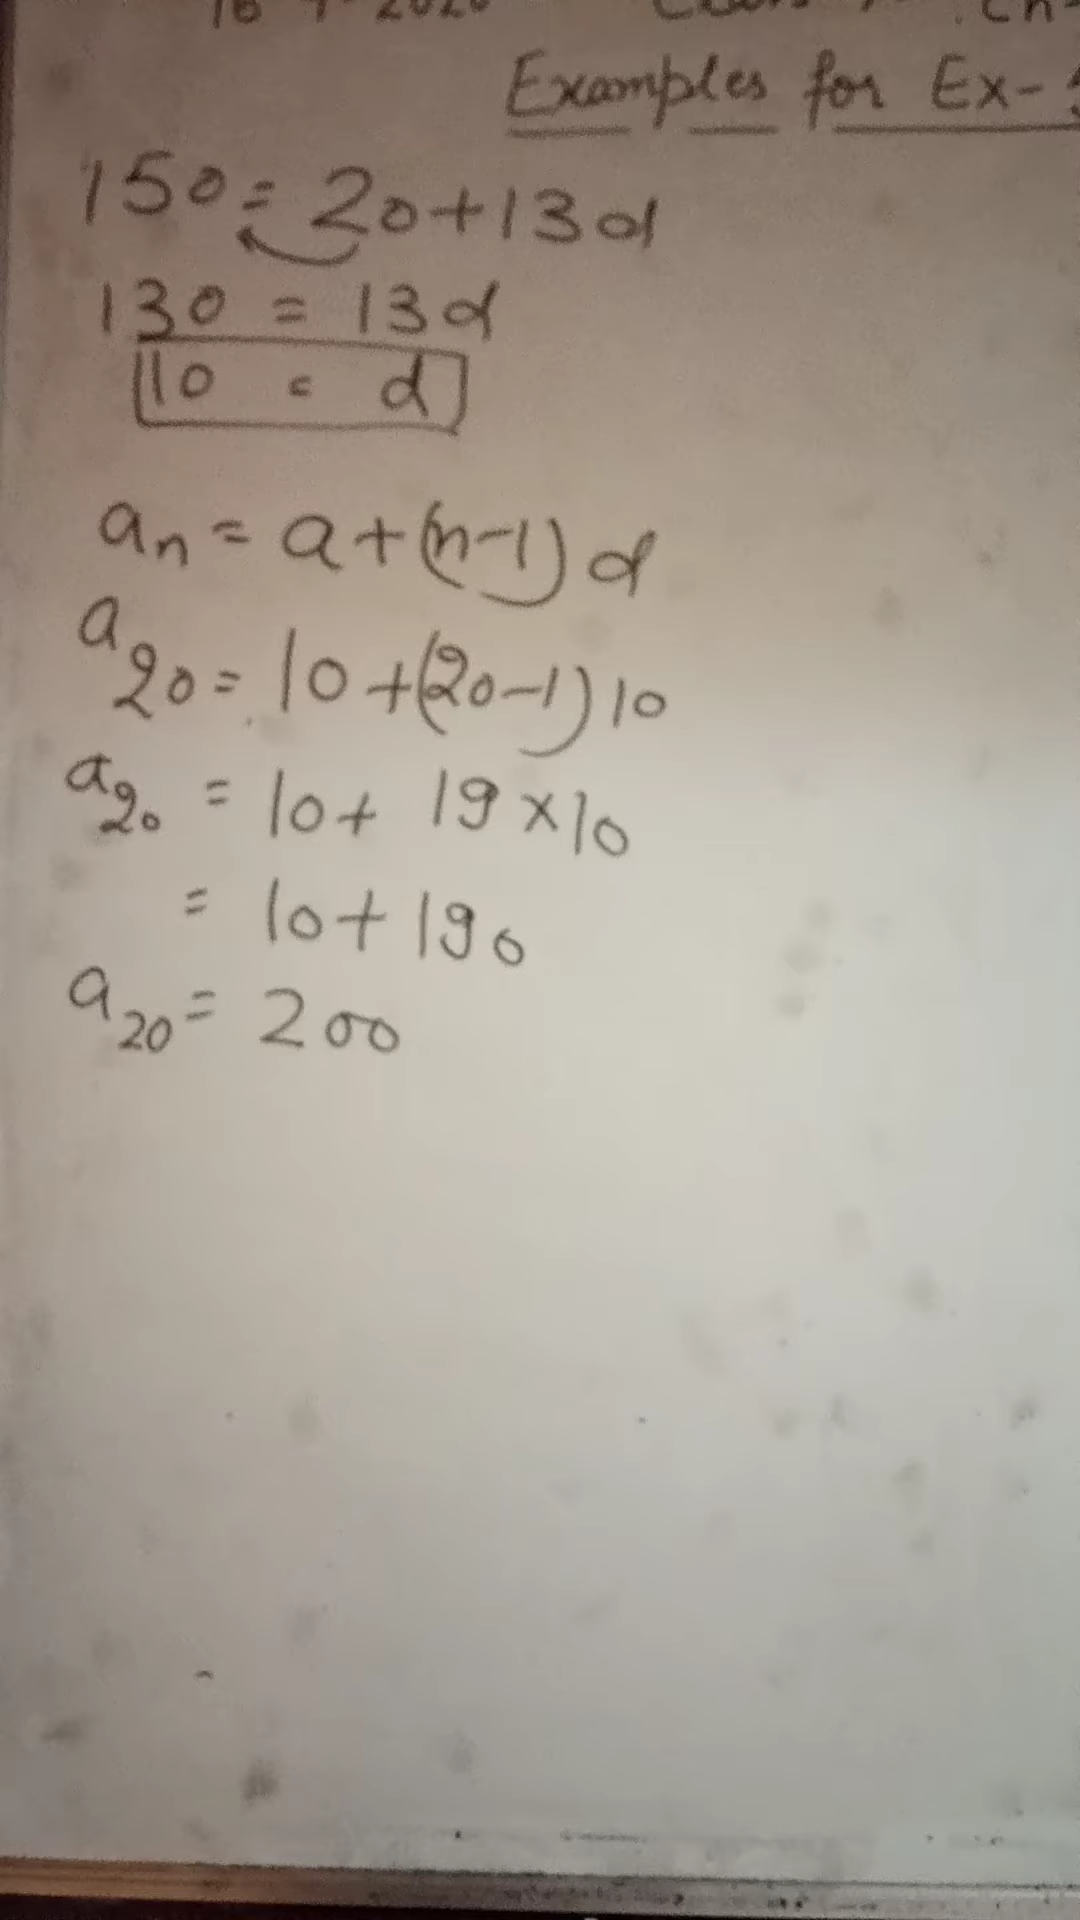 Examples for Ex-
150 = 20+13d
130 = 13d
10 = d
an = a+(n-1)d
a20 = 10+(20-1)10
a20 = 10+ 19×10
= 10+190
a20 = 200